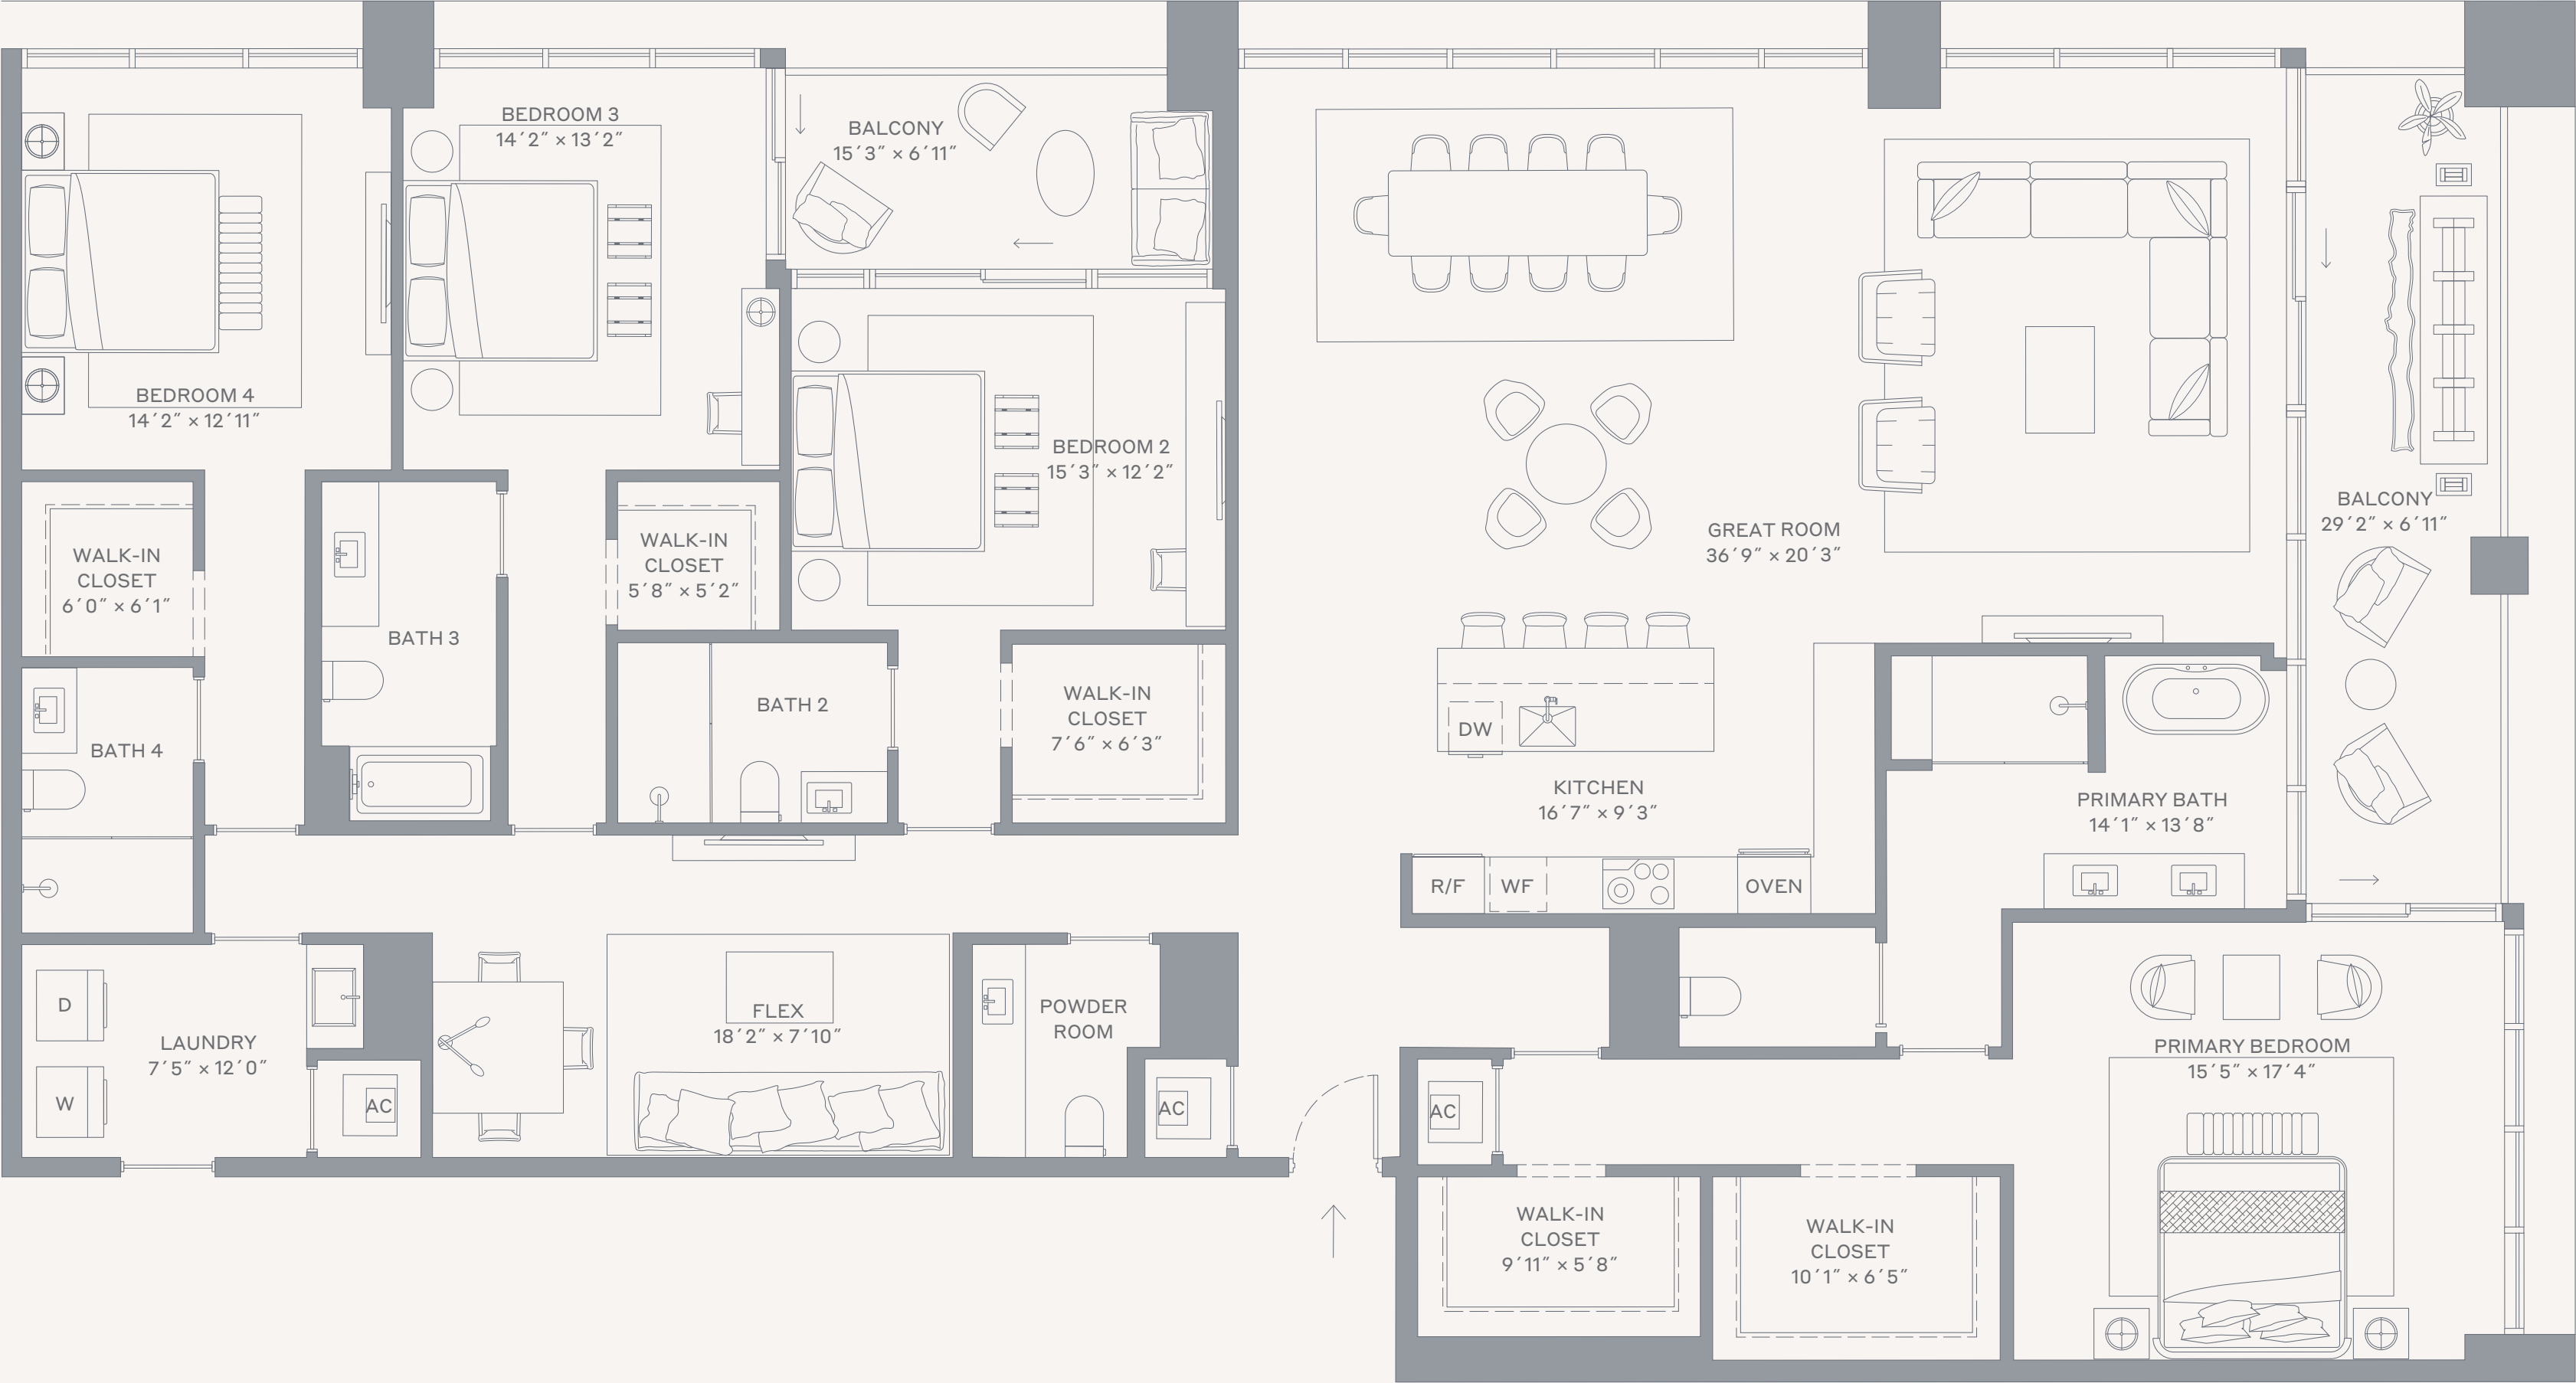 BEDROOM 3
14´2˝ × 13´2˝
BALCONY
15´3˝ × 6´11˝
BEDROOM 4
14´2˝ × 12´11˝
BEDROOM 2
15´3˝ × 12´2˝
GREAT ROOM
36´9˝ × 20´3˝
BALCONY
29´2˝ × 6´11˝
WALK-IN
CLOSET
6´0˝ × 6´1˝
BATH 3
WALK-IN
CLOSET
5´8˝ × 5´2˝
BATH 4
BATH 2
WALK-IN
CLOSET
7´6˝ × 6´3˝
DW
KITCHEN
16´7˝ × 9´3˝
PRIMARY BATH
14´1˝ × 13´8˝
R/F
WF
OVEN
D
W
LAUNDRY
7´5˝ × 12´0˝
AC
FLEX
18´2˝ × 7´10˝
POWDER
ROOM
AC
AC
PRIMARY BEDROOM
15´5˝ × 17´4˝
WALK-IN
CLOSET
9´11˝ × 5´8˝
WALK-IN
CLOSET
10´1˝ × 6´5˝